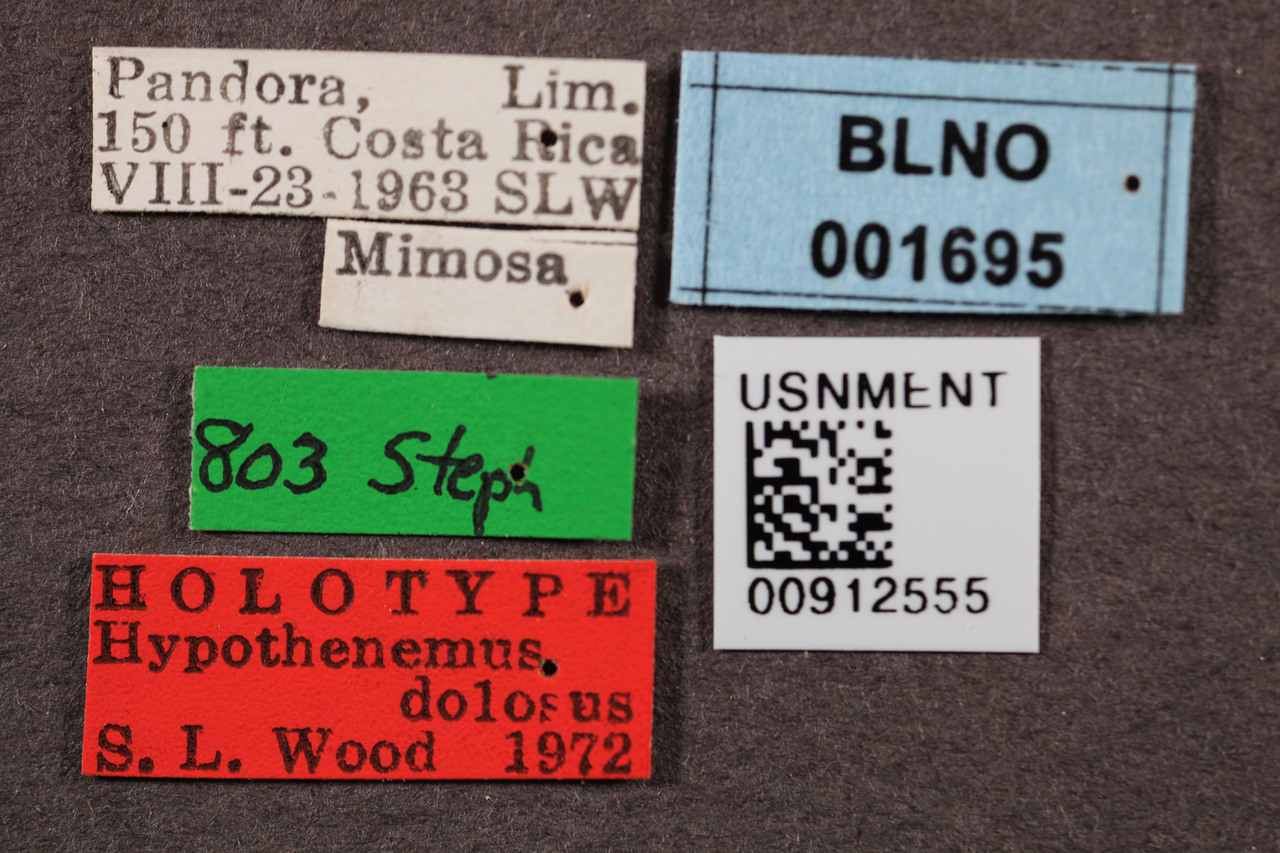 Pandora, Lim.
150 ft. Costa Rica
VIII-23-1963 SLW
Mimosa
803 Steph
HOLOTYPE
Hypothenemus
dolosus
S. L. Wood 1972
BLNO
001695
USNMENT
00912555